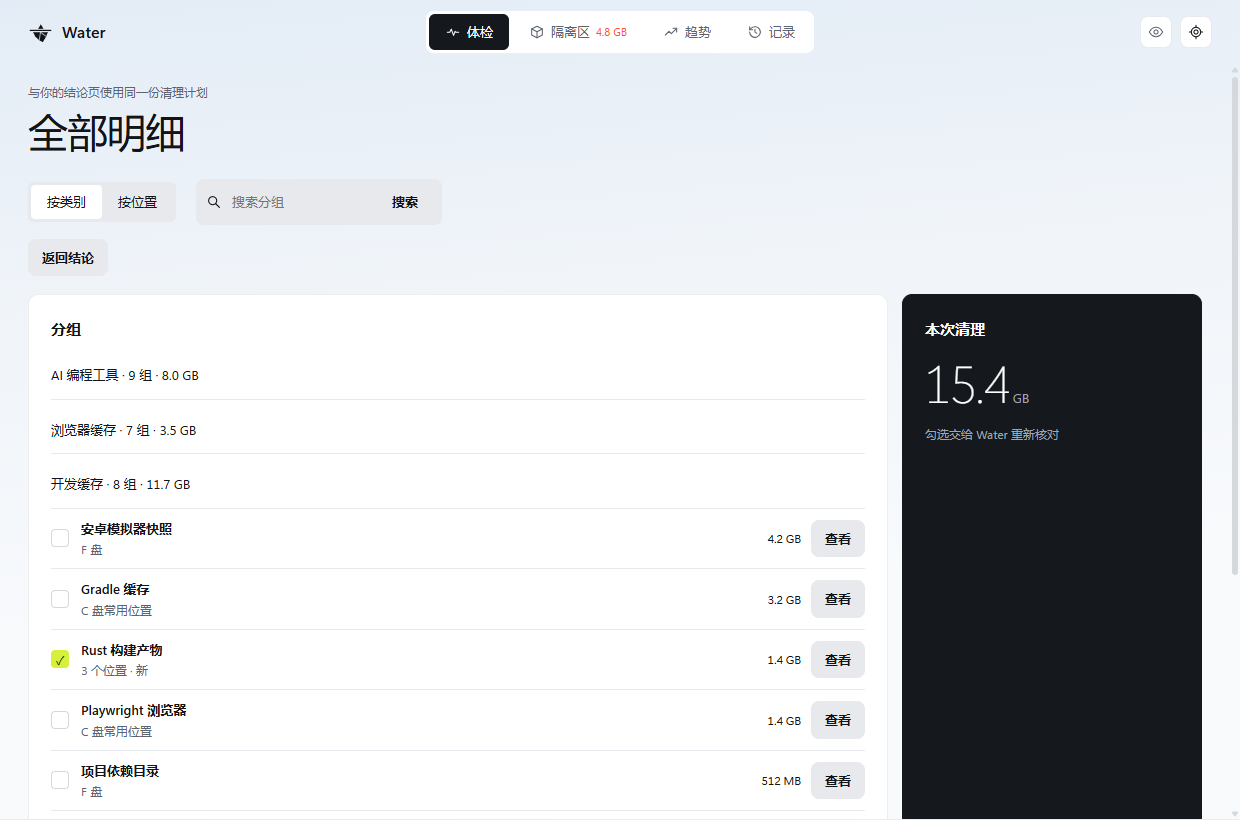 Water
体检
隔离区 4.8 GB
趋势
记录
与你的结论页使用同一份清理计划
全部明细
按类别
按位置
搜索分组
搜索
返回结论
分组
AI 编程工具 · 9 组 · 8.0 GB
浏览器缓存 · 7 组 · 3.5 GB
开发缓存 · 8 组 · 11.7 GB
安卓模拟器快照
F 盘
4.2 GB
查看
Gradle 缓存
C 盘常用位置
3.2 GB
查看
Rust 构建产物
3 个位置 · 新
1.4 GB
查看
Playwright 浏览器
C 盘常用位置
1.4 GB
查看
项目依赖目录
F 盘
512 MB
查看
本次清理
15.4 GB
勾选交给 Water 重新核对